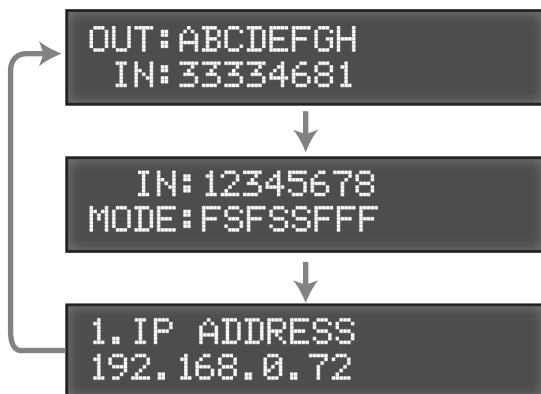 OUT:ABCDEFGH
IN:33334681
IN:12345678
MODE:FSFSSFFF
1.IP ADDRESS
192.168.0.72